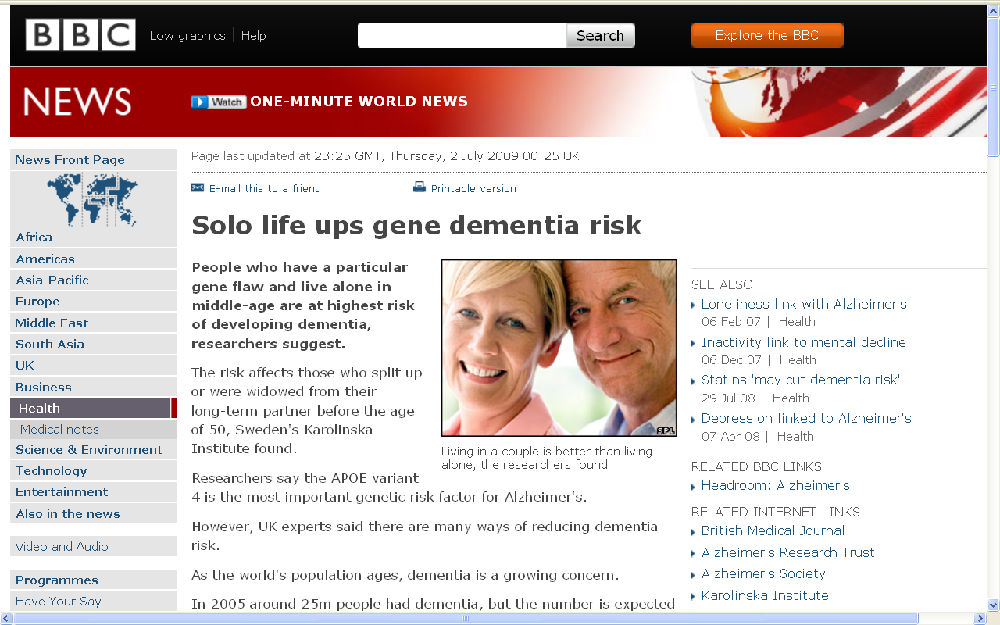 BBC
Low graphics
Help
Search
Explore the BBC
NEWS
Watch ONE-MINUTE WORLD NEWS
News Front Page
Africa
Americas
Asia-Pacific
Europe
Middle East
South Asia
UK
Business
Health
Medical notes
Science & Environment
Technology
Entertainment
Also in the news
Video and Audio
Programmes
Have Your Say
Page last updated at 23:25 GMT, Thursday, 2 July 2009 00:25 UK
E-mail this to a friend
Printable version
Solo life ups gene dementia risk
People who have a particular
gene flaw and live alone in
middle-age are at highest risk
of developing dementia,
researchers suggest.
The risk affects those who split up
or were widowed from their
long-term partner before the age
of 50, Sweden's Karolinska
Institute found.
SPL
Living in a couple is better than living
alone, the researchers found
Researchers say the APOE variant
4 is the most important genetic risk factor for Alzheimer's.
However, UK experts said there are many ways of reducing dementia
risk.
As the world's population ages, dementia is a growing concern.
In 2005 around 25m people had dementia, but the number is expected
SEE ALSO
Loneliness link with Alzheimer's
06 Feb 07 | Health
Inactivity link to mental decline
06 Dec 07 | Health
Statins 'may cut dementia risk'
29 Jul 08 | Health
Depression linked to Alzheimer's
07 Apr 08 | Health
RELATED BBC LINKS
Headroom: Alzheimer's
RELATED INTERNET LINKS
British Medical Journal
Alzheimer's Research Trust
Alzheimer's Society
Karolinska Institute